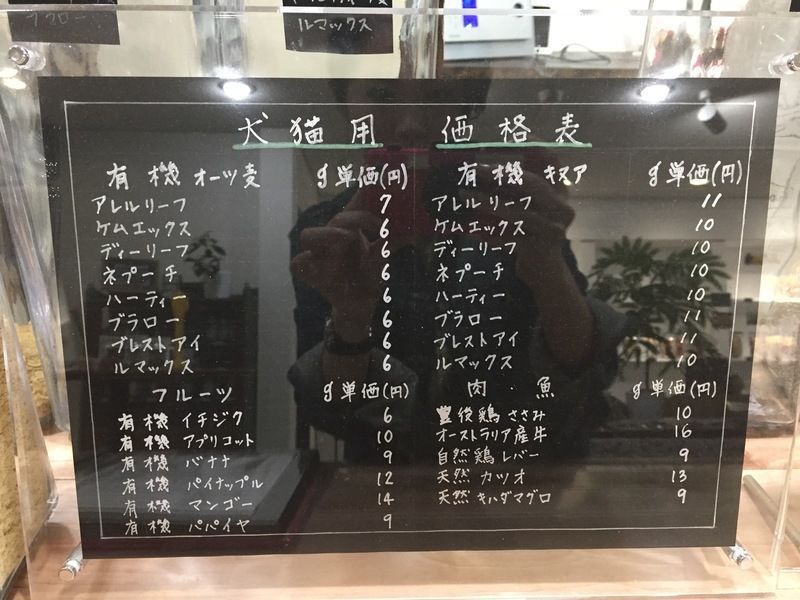 フロー
ルマックス
犬猫用 価格表
有機 オーツ麦 g単価(円)
アレルリーフ 7
ケムエックス 6
ディーリーフ 6
ネプーチ 6
ハーティー 6
ブラロー 6
ブレストアイ 6
ルマックス 6
フルーツ g単価(円)
有機 イチジク 6
有機 アプリコット 10
有機 バナナ 9
有機 パイナップル 12
有機 マンゴー 14
有機 パパイヤ 9
有機 キヌア g単価(円)
アレルリーフ 11
ケムエックス 10
ディーリーフ 10
ネプーチ 10
ハーティー 10
ブラロー 11
ブレストアイ 11
ルマックス 10
肉・魚 g単価(円)
豊後鶏ささみ 10
オーストラリア産牛 16
自然鶏レバー 9
天然 カツオ 13
天然 キハダマグロ 9